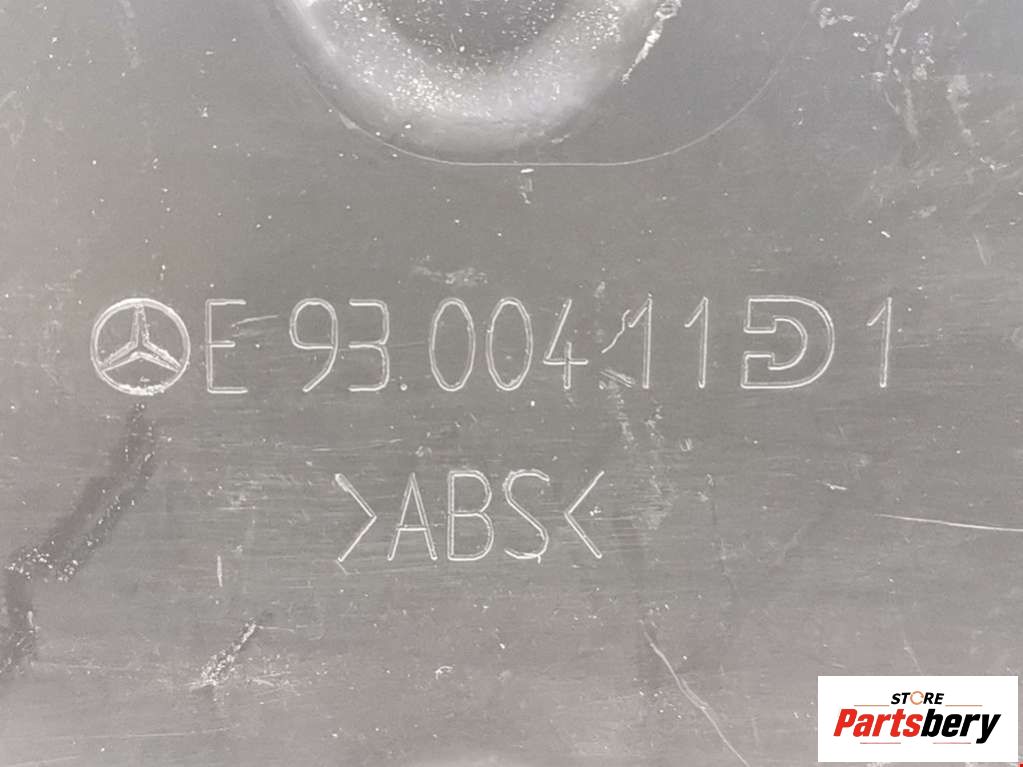 E 93.004.11 D 1
>ABS<
STORE
Partsbery